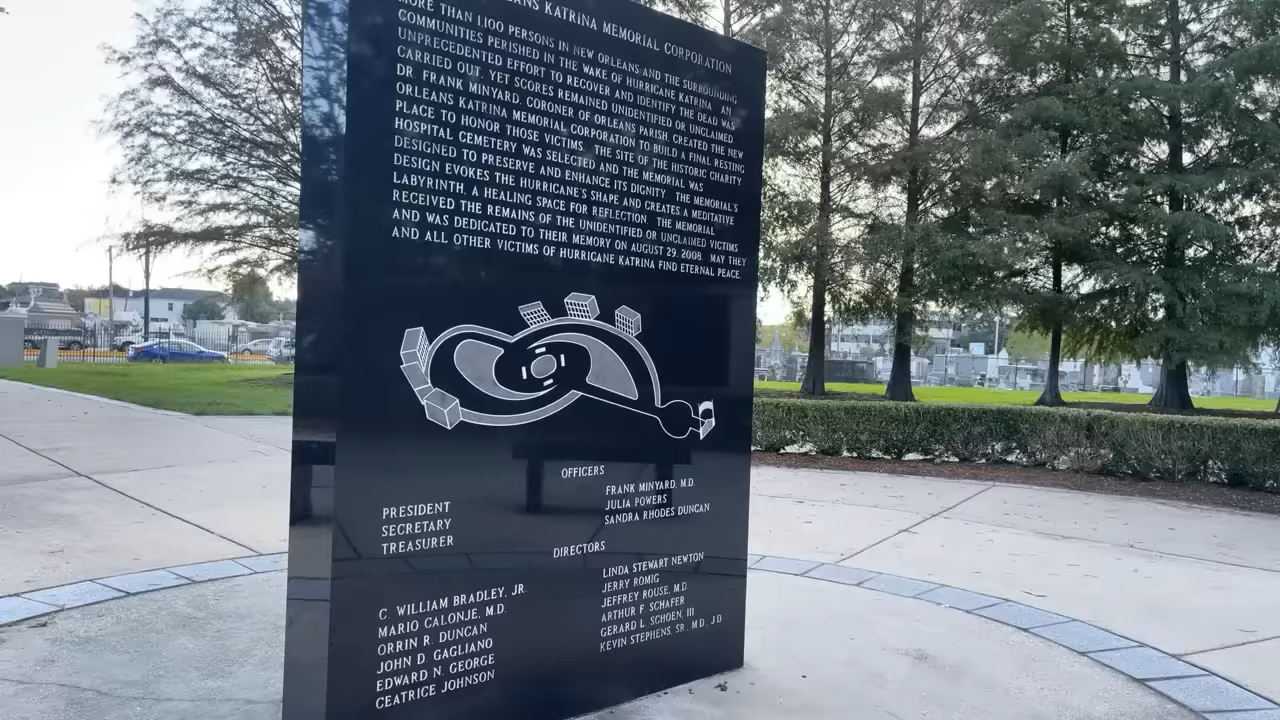 ANS KATRINA MEMORIAL CORPORATION
MORE THAN 1,100 PERSONS IN NEW ORLEANS AND THE SURROUNDING
COMMUNITIES PERISHED IN THE WAKE OF HURRICANE KATRINA. AN
UNPRECEDENTED EFFORT TO RECOVER AND IDENTIFY THE DEAD WAS
CARRIED OUT, YET SCORES REMAINED UNIDENTIFIED OR UNCLAIMED.
DR. FRANK MINYARD, CORONER OF ORLEANS PARISH, CREATED THE NEW
ORLEANS KATRINA MEMORIAL CORPORATION TO BUILD A FINAL RESTING
PLACE TO HONOR THOSE VICTIMS. THE SITE OF THE HISTORIC CHARITY
HOSPITAL CEMETERY WAS SELECTED AND THE MEMORIAL WAS
DESIGNED TO PRESERVE AND ENHANCE ITS DIGNITY. THE MEMORIAL'S
DESIGN EVOKES THE HURRICANE'S SHAPE AND CREATES A MEDITATIVE
LABYRINTH, A HEALING SPACE FOR REFLECTION. THE MEMORIAL
RECEIVED THE REMAINS OF THE UNIDENTIFIED OR UNCLAIMED VICTIMS
AND WAS DEDICATED TO THEIR MEMORY ON AUGUST 29, 2008. MAY THEY
AND ALL OTHER VICTIMS OF HURRICANE KATRINA FIND ETERNAL PEACE.
OFFICERS
PRESIDENT FRANK MINYARD, M.D.
SECRETARY JULIA POWERS
TREASURER SANDRA RHODES DUNCAN
DIRECTORS
C. WILLIAM BRADLEY, JR. LINDA STEWART NEWTON
MARIO CALONJE, M.D. JERRY ROMIG
ORRIN R. DUNCAN JEFFREY ROUSE, M.D.
JOHN D. GAGLIANO ARTHUR F. SCHAFER
EDWARD N. GEORGE GERARD L. SCHOEN, III
CEATRICE JOHNSON KEVIN STEPHENS, SR., M.D., J.D